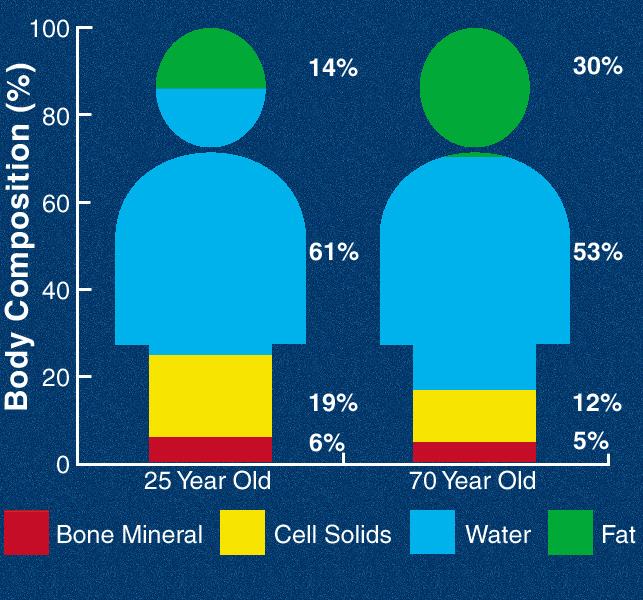 Body Composition (%)
100
80
60
40
20
0
14%
61%
19%
6%
30%
53%
12%
5%
25 Year Old
70 Year Old
Bone Mineral
Cell Solids
Water
Fat